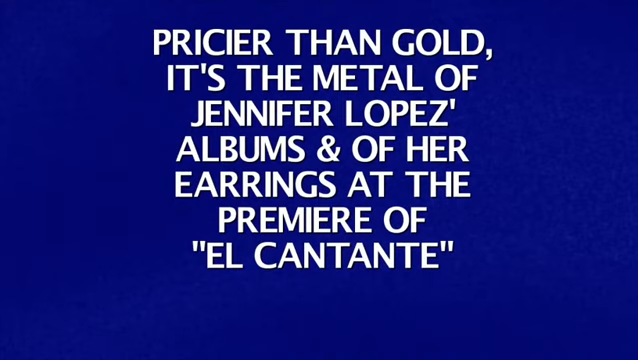 PRICIER THAN GOLD,
IT'S THE METAL OF
JENNIFER LOPEZ'
ALBUMS & OF HER
EARRINGS AT THE
PREMIERE OF
"EL CANTANTE"